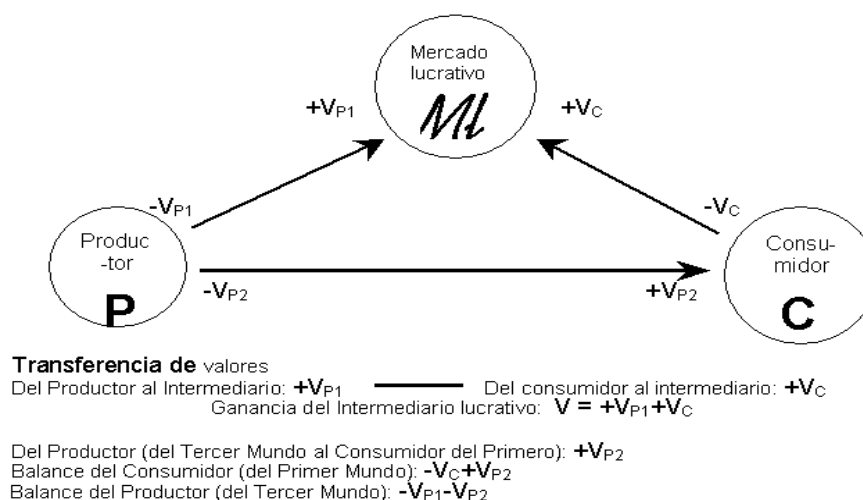 Mercado
lucrativo
Ml
+VP1
+VC
-VP1
-VC
Produc
-tor
P
Consu-
midor
C
-VP2
+VP2
Transferencia de valores
Del Productor al Intermediario: +VP1 Del consumidor al intermediario: +VC
Ganancia del Intermediario lucrativo: V = +VP1+VC
Del Productor (del Tercer Mundo al Consumidor del Primero): +VP2
Balance del Consumidor (del Primer Mundo): -VC+VP2
Balance del Productor (del Tercer Mundo): -VP1-VP2